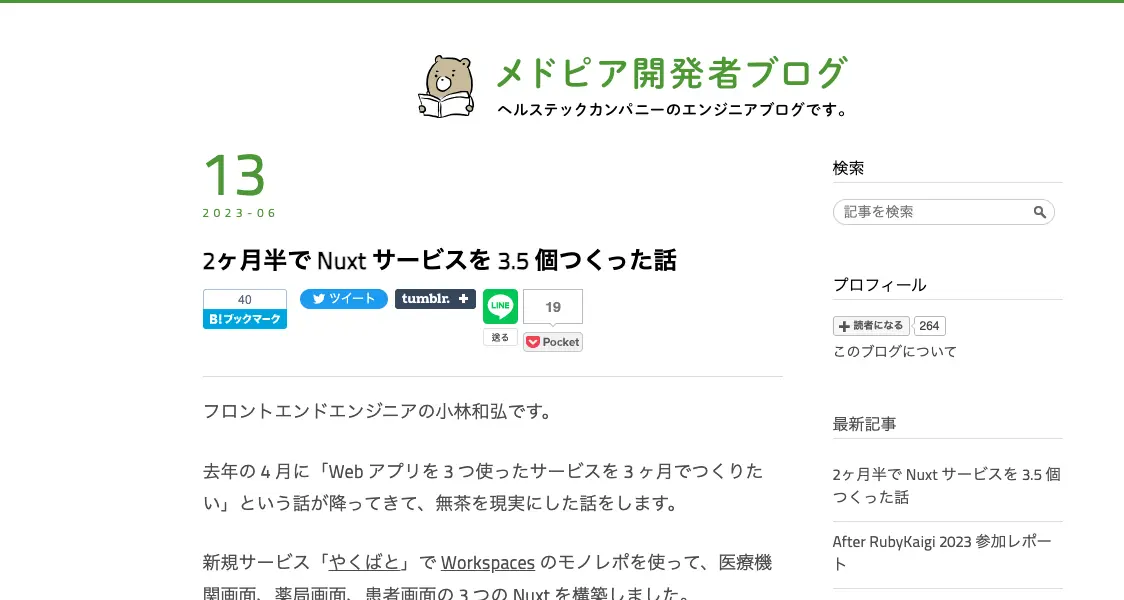 メドピア開発者ブログ
ヘルステックカンパニーのエンジニアブログです。
13
2023-06
2ヶ月半で Nuxt サービスを 3.5 個つくった話
40
B!ブックマーク
ツイート
tumblr. +
LINE
送る
19
Pocket
フロントエンドエンジニアの小林和弘です。
去年の 4 月に「Web アプリを 3 つ使ったサービスを 3 ヶ月でつくりた
い」という話が降ってきて、無茶を現実にした話をします。
新規サービス「やくばと」で Workspaces のモノレポを使って、医療機
関画面、薬局画面、患者画面の 3 つの Nuxt を構築しました。
検索
記事を検索
プロフィール
読者になる 264
このブログについて
最新記事
2ヶ月半で Nuxt サービスを 3.5 個
つくった話
After RubyKaigi 2023 参加レポー
ト